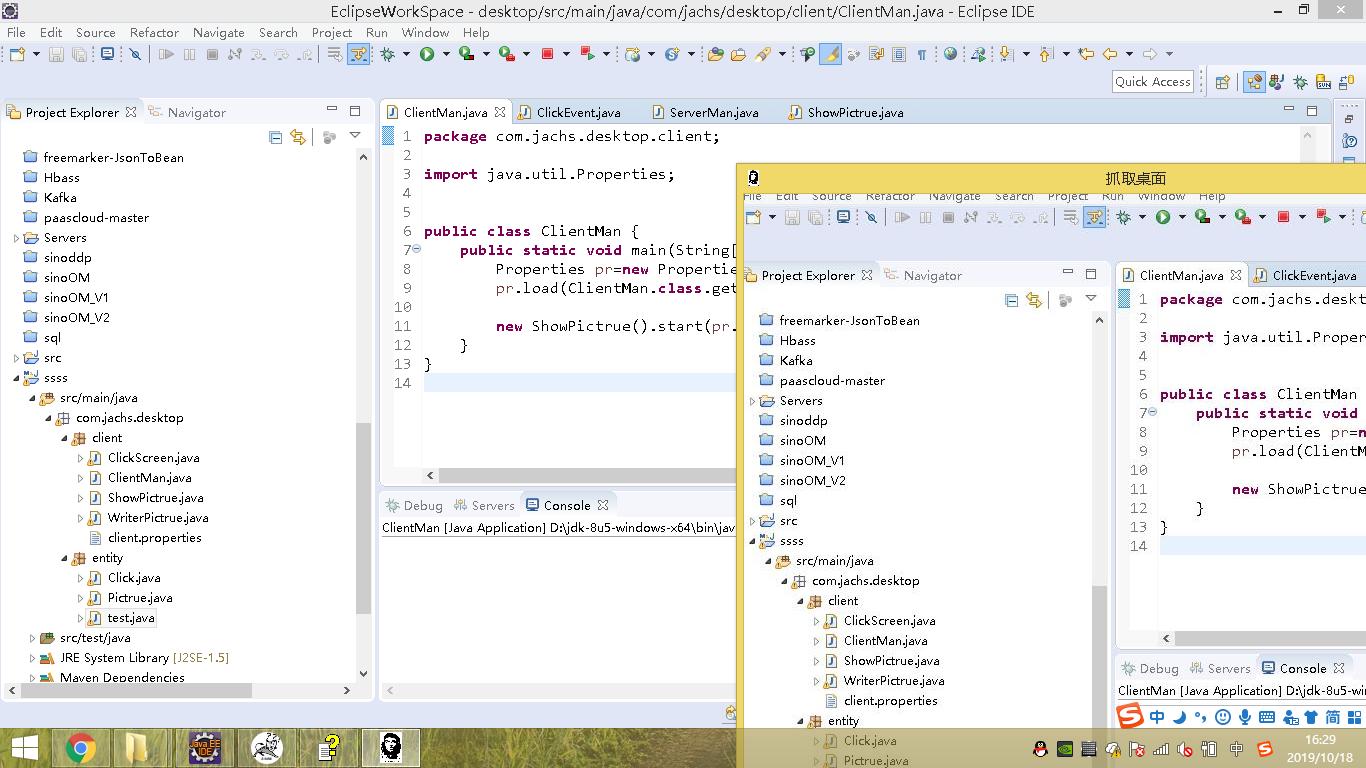 EclipseWorkSpace - desktop/src/main/java/com/jachs/desktop/client/ClientMan.java - Eclipse IDE
File Edit Source Refactor Navigate Search Project Run Window Help
Quick Access
Project Explorer
Navigator
freemarker-JsonToBean
Hbass
Kafka
paascloud-master
Servers
sinoddp
sinoOM
sinoOM_V1
sinoOM_V2
sql
src
ssss
src/main/java
com.jachs.desktop
client
ClickScreen.java
ClientMan.java
ShowPictrue.java
WriterPictrue.java
client.properties
entity
Click.java
Pictrue.java
test.java
src/test/java
JRE System Library [J2SE-1.5]
Maven Dependencies
ClientMan.java
ClickEvent.java
ServerMan.java
ShowPictrue.java
1 package com.jachs.desktop.client;
2
3 import java.util.Properties;
4
5
6 public class ClientMan {
7 public static void main(String[
8 Properties pr=new Propertie
9 pr.load(ClientMan.class.get
10
11 new ShowPictrue().start(pr.
12 }
13 }
14
Debug Servers Console
ClientMan [Java Application] D:\jdk-8u5-windows-x64\bin\jav
抓取桌面
File Edit Source Refactor Navigate Search Project Run Window Help
Project Explorer
Navigator
freemarker-JsonToBean
Hbass
Kafka
paascloud-master
Servers
sinoddp
sinoOM
sinoOM_V1
sinoOM_V2
sql
src
ssss
src/main/java
com.jachs.desktop
client
ClickScreen.java
ClientMan.java
ShowPictrue.java
WriterPictrue.java
client.properties
entity
Click.java
Pictrue.java
ClientMan.java
ClickEvent.java
1 package com.jachs.deskt
2
3 import java.util.Proper
4
5
6 public class ClientMan
7 public static void
8 Properties pr=n
9 pr.load(ClientM
10
11 new ShowPictrue
12 }
13 }
14
Debug Servers Console
ClientMan [Java Application] D:\jdk-8u5-w
中 简
Java EE
IDE
中
16:29
2019/10/18